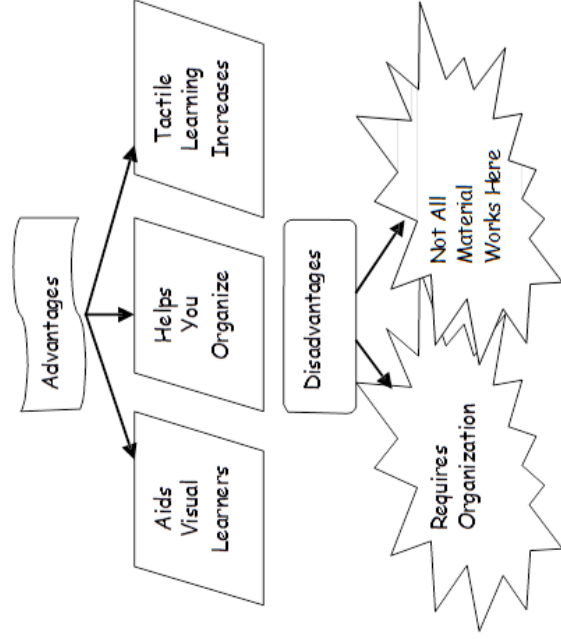 Advantages
Aids
Visual
Learners
Helps
You
Organize
Tactile
Learning
Increases
Disadvantages
Requires
Organization
Not All
Material
Works Here